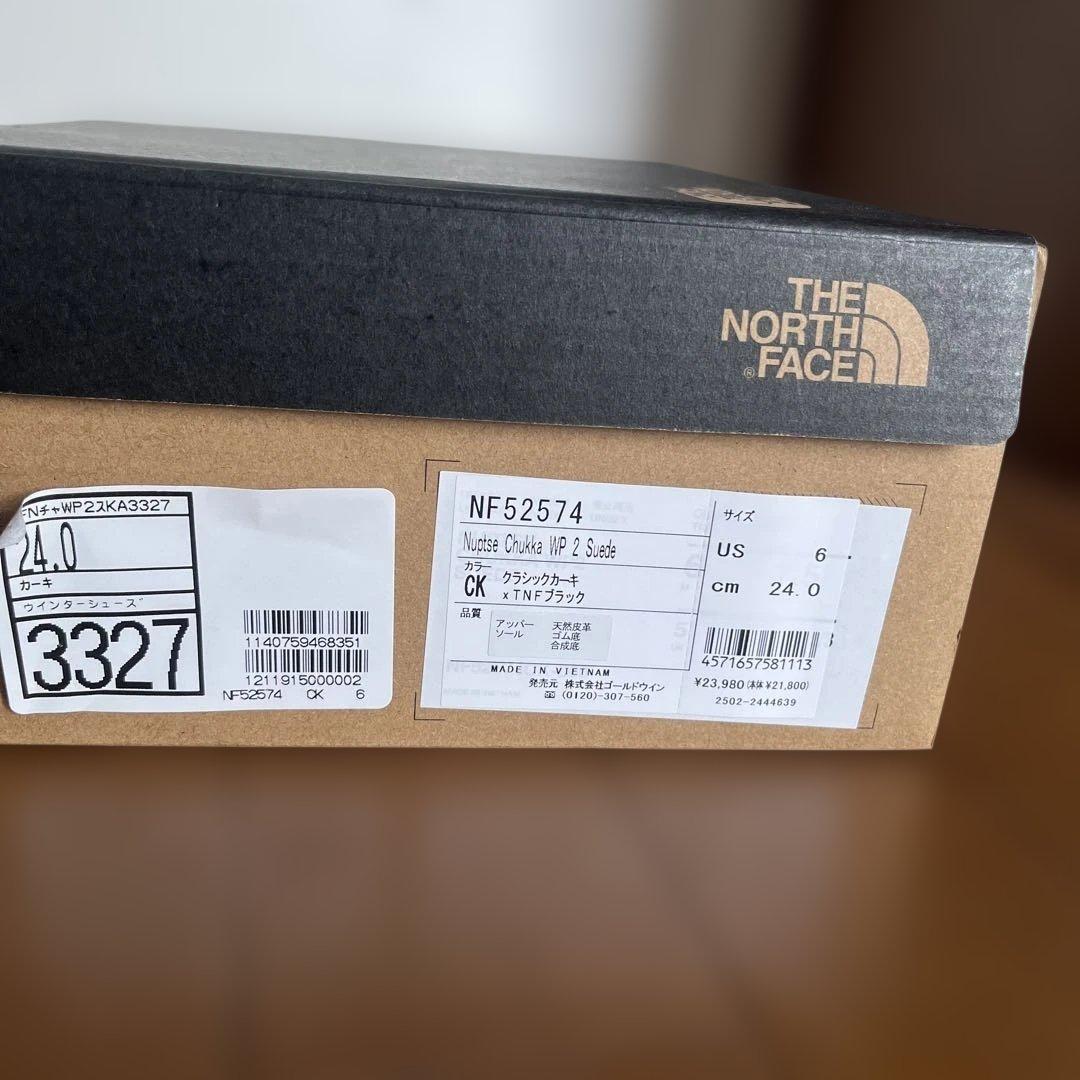 THE
NORTH
FACE
®
ENチャWP2スKA3327
24.0
カーキ
ウインターシューズ
3327
1140759468351
1211915000002
NF52574 CK 6
NF52574
Nuptse Chukka WP 2 Suede
カラー
CK クラシックカーキ
xTNFブラック
品質
アッパー 天然皮革
ソール ゴム底
合成底
MADE IN VIETNAM
発売元 株式会社ゴールドウイン
☎ (0120)-307-560
サイズ
US 6
cm 24.0
4571657581113
¥23,980(本体¥21,800)
2502-2444639